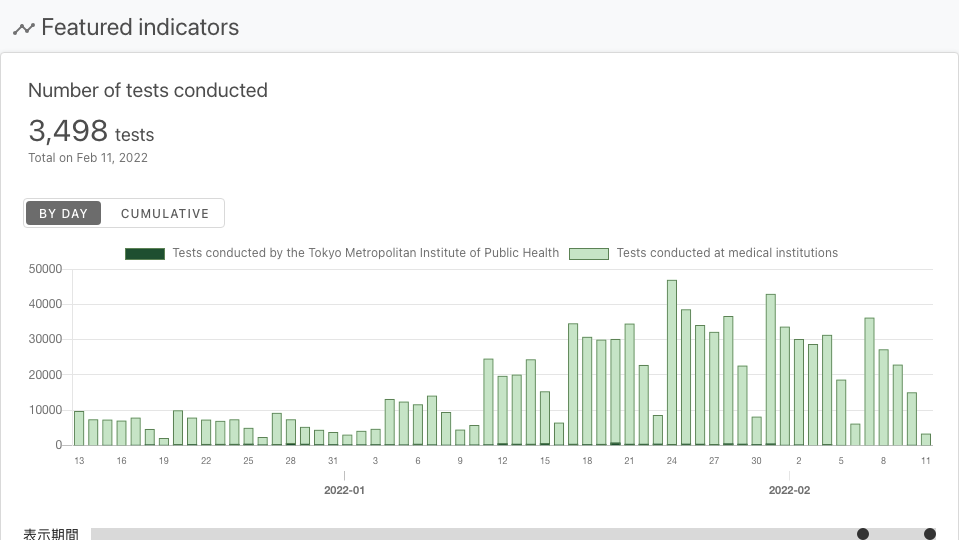 Featured indicators
Number of tests conducted
3,498 tests
Total on Feb 11, 2022
BY DAY CUMULATIVE
Tests conducted by the Tokyo Metropolitan Institute of Public Health Tests conducted at medical institutions
50000
40000
30000
20000
10000
0
13 16 19 22 25 28 31 3 6 9 12 15 18 21 24 27 30 2 5 8 11
2022-01 2022-02
表示期間